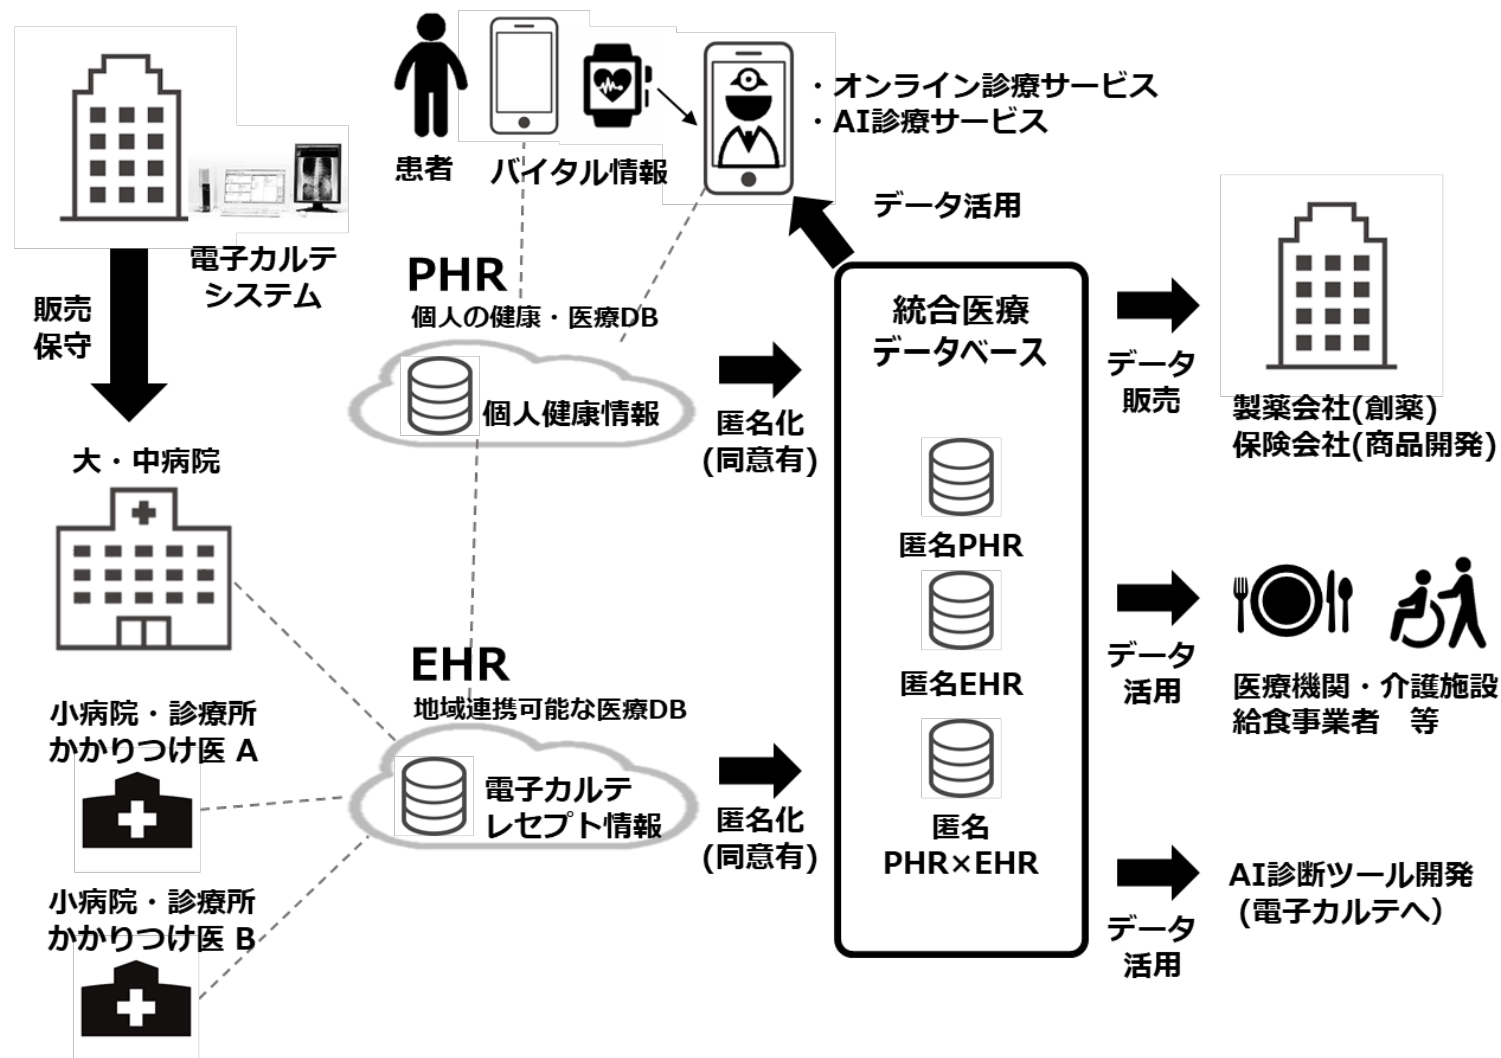 患者
バイタル情報
・オンライン診療サービス
・AI診療サービス
電子カルテ
システム
販売
保守
データ活用
PHR
個人の健康・医療DB
個人健康情報
匿名化
(同意有)
統合医療
データベース
匿名PHR
匿名EHR
匿名
PHR×EHR
データ
販売
製薬会社(創薬)
保険会社(商品開発)
大・中病院
小病院・診療所
かかりつけ医 A
小病院・診療所
かかりつけ医 B
EHR
地域連携可能な医療DB
電子カルテ
レセプト情報
匿名化
(同意有)
データ
活用
医療機関・介護施設
給食事業者　等
データ
活用
AI診断ツール開発
(電子カルテへ）